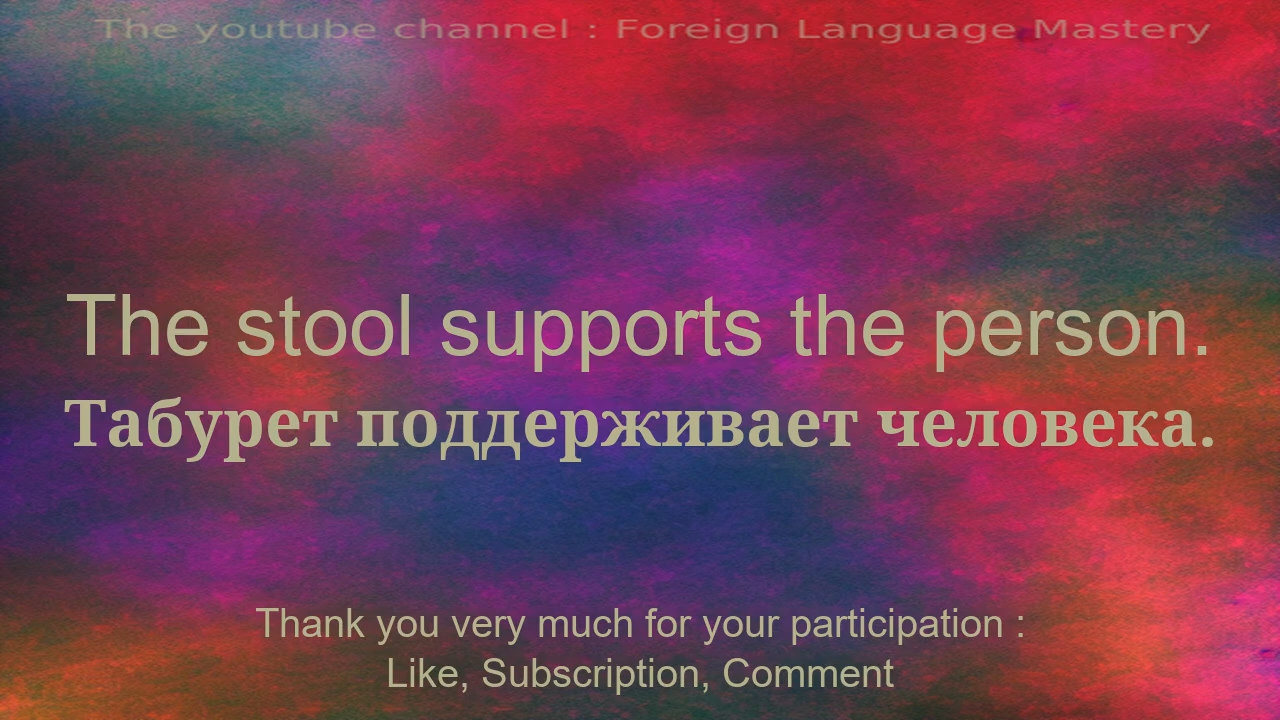 The youtube channel : Foreign Language Mastery
The stool supports the person.
Табурет поддерживает человека.
Thank you very much for your participation :
Like, Subscription, Comment